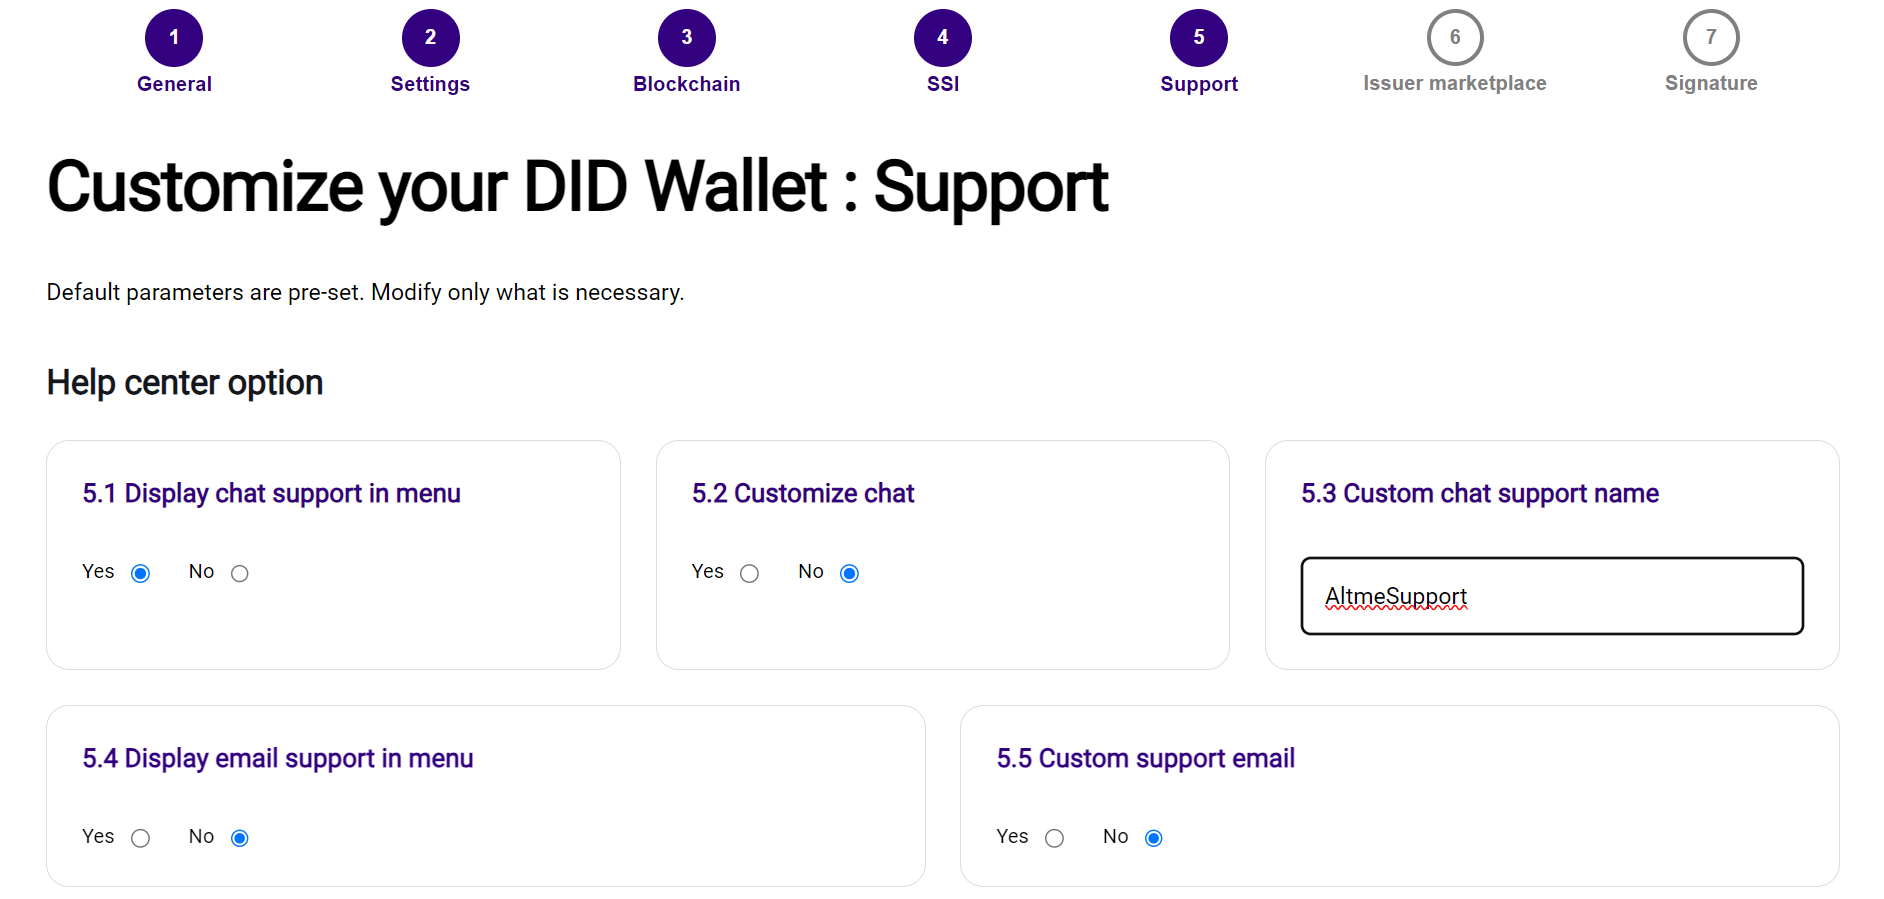 1 2 3 4 5 6 7
General Settings Blockchain SSI Support Issuer marketplace Signature
Customize your DID Wallet : Support
Default parameters are pre-set. Modify only what is necessary.
Help center option
5.1 Display chat support in menu
Yes No
5.2 Customize chat
Yes No
5.3 Custom chat support name
AltmeSupport
5.4 Display email support in menu
Yes No
5.5 Custom support email
Yes No